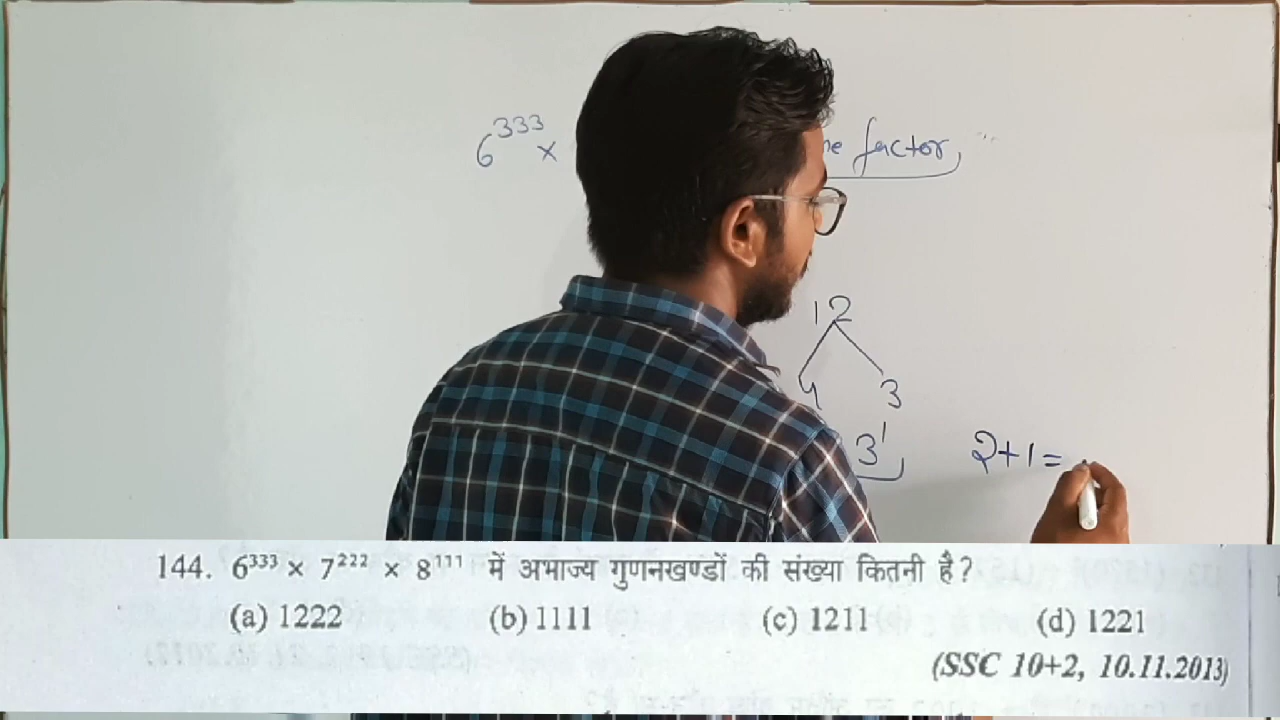 6³³³ × factor,
12
4 3
3¹ 2+1=
144. 6³³³ × 7²²² × 8¹¹¹ में अभाज्य गुणनखण्डों की संख्या कितनी है?
(a) 1222 (b) 1111 (c) 1211 (d) 1221
(SSC 10+2, 10.11.2013)